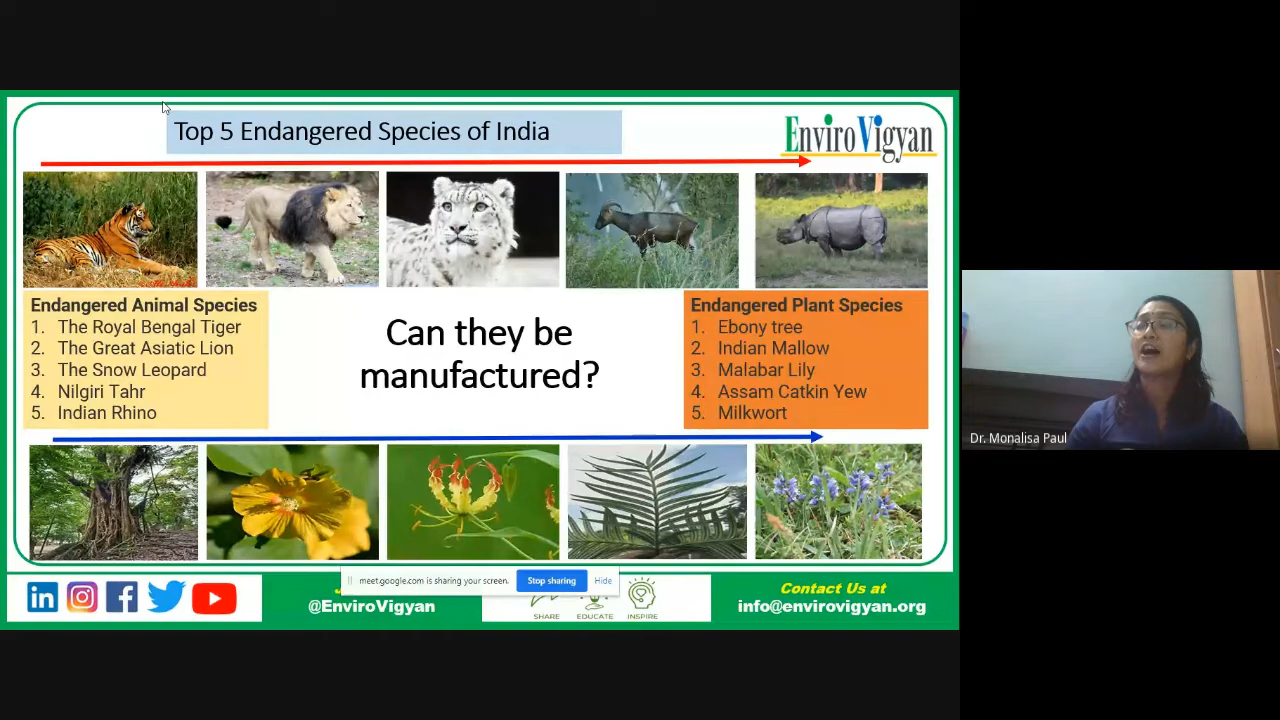 Top 5 Endangered Species of India
EnviroVigyan
Endangered Animal Species
1. The Royal Bengal Tiger
2. The Great Asiatic Lion
3. The Snow Leopard
4. Nilgiri Tahr
5. Indian Rhino
Can they be
manufactured?
Endangered Plant Species
1. Ebony tree
2. Indian Mallow
3. Malabar Lily
4. Assam Catkin Yew
5. Milkwort
Dr. Monalisa Paul
meet.google.com is sharing your screen.
Stop sharing
Hide
in
@EnviroVigyan
SHARE EDUCATE INSPIRE
Contact Us at
info@envirovigyan.org